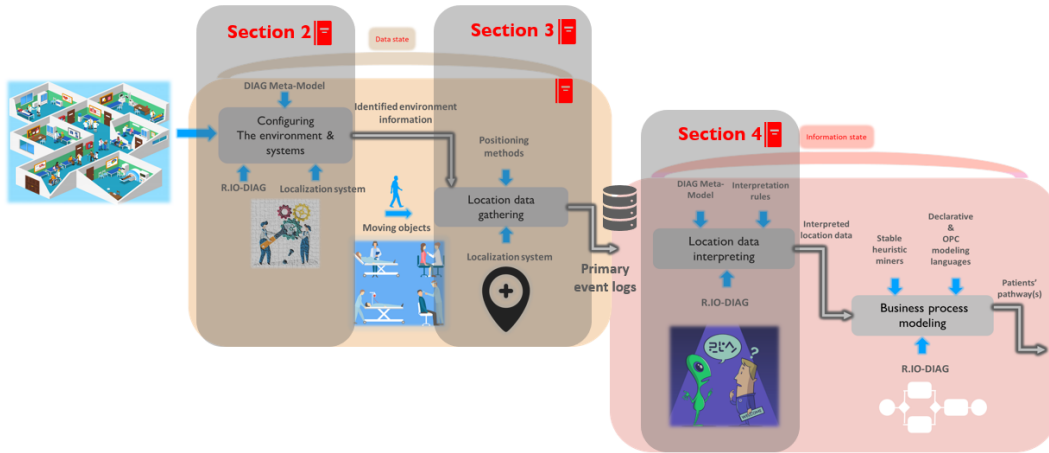 Section 2
Data state
Section 3
DIAG Meta-Model
Configuring
The environment &
systems
Identified environment
information
R.IO-DIAG
Localization system
Positioning
methods
Moving objects
Location data
gathering
Localization system
Primary
event logs
Section 4
Information state
DIAG Meta-
Model
Interpretation
rules
Location data
interpreting
R.IO-DIAG
Interpreted
location data
Stable
heuristic
miners
Declarative
&
OPC
modeling
languages
Business process
modeling
R.IO-DIAG
Patients’
pathway(s)